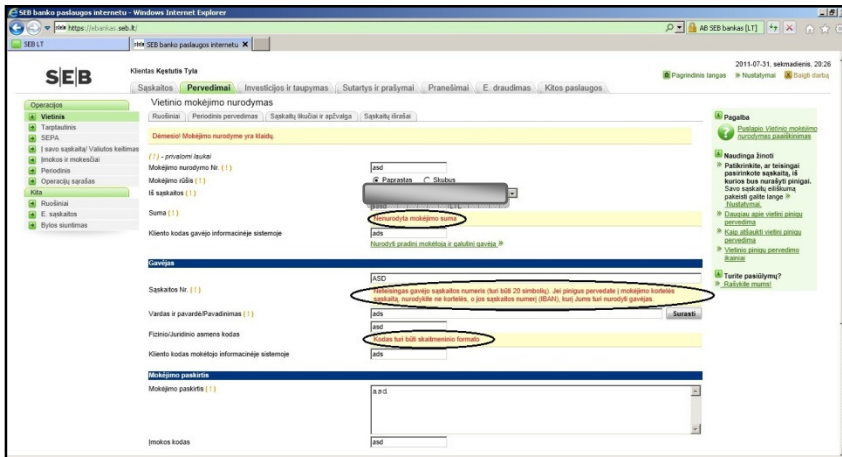 SEB banko paslaugos internetu - Windows Internet Explorer
https://ebankas.seb.lt/
AB SEB bankas [LT]
SEB LT
SEB banko paslaugos internetu
SEB
Klientas Kęstutis Tyla
2011-07-31, sekmadienis, 20:26
Pagrindinis langas
Nustatymai
Baigti darbą
Sąskaitos
Pervedimai
Investicijos ir taupymas
Sutartys ir prašymai
Pranešimai
E. draudimas
Kitos paslaugos
Operacijos
Vietinis
Tarptautinis
SEPA
Į savo sąskaitą/ Valiutos keitimas
Įmokos ir mokesčiai
Periodinis
Operacijų sąrašas
Kita
Ruošiniai
E. sąskaitos
Bylos siuntimas
Vietinio mokėjimo nurodymas
Ruošiniai
Periodinis pervedimas
Sąskaitų likučiai ir apžvalga
Sąskaitų išrašai
Dėmesio! Mokėjimo nurodyme yra klaidų.
( ! ) - privalomi laukai
Mokėjimo nurodymo Nr. ( ! )
asd
Mokėjimo rūšis ( ! )
Paprastas
Skubus
Iš sąskaitos ( ! )
Suma ( ! )
LTL
Nenurodyta mokėjimo suma
Kliento kodas gavėjo informacinėje sistemoje
ads
Nurodyti pradinį mokėtoją ir galutinį gavėją »
Gavėjas
Sąskaitos Nr. ( ! )
ASD
Neteisingas gavėjo sąskaitos numeris (turi būti 20 simbolių). Jei pinigus pervedate į mokėjimo kortelės
sąskaitą, nurodykite ne kortelės, o jos sąskaitos numerį (IBAN), kurį Jums turi nurodyti gavėjas.
Vardas ir pavardė/Pavadinimas ( ! )
ads
Surasti
Fizinio/Juridinio asmens kodas
asd
Kodas turi būti skaitmeninio formato
Kliento kodas mokėtojo informacinėje sistemoje
ads
Mokėjimo paskirtis
Mokėjimo paskirtis ( ! )
Įmokos kodas
asd
Pagalba
Puslapio Vietinio mokėjimo
nurodymas paaiškinimas
Naudinga žinoti
Patikrinkite, ar teisingai
pasirinkote sąskaitą, iš
kurios bus nurašyti pinigai.
Savo sąskaitų eiliškumą
pakeisti galite lange »
Nustatymai.
Daugiau apie vietinį pinigų
pervedimą
Kaip atšaukti vietinį pinigų
pervedimą
Vietinio pinigų pervedimo
įkainiai
Turite pasiūlymų?
» Rašykite mums!